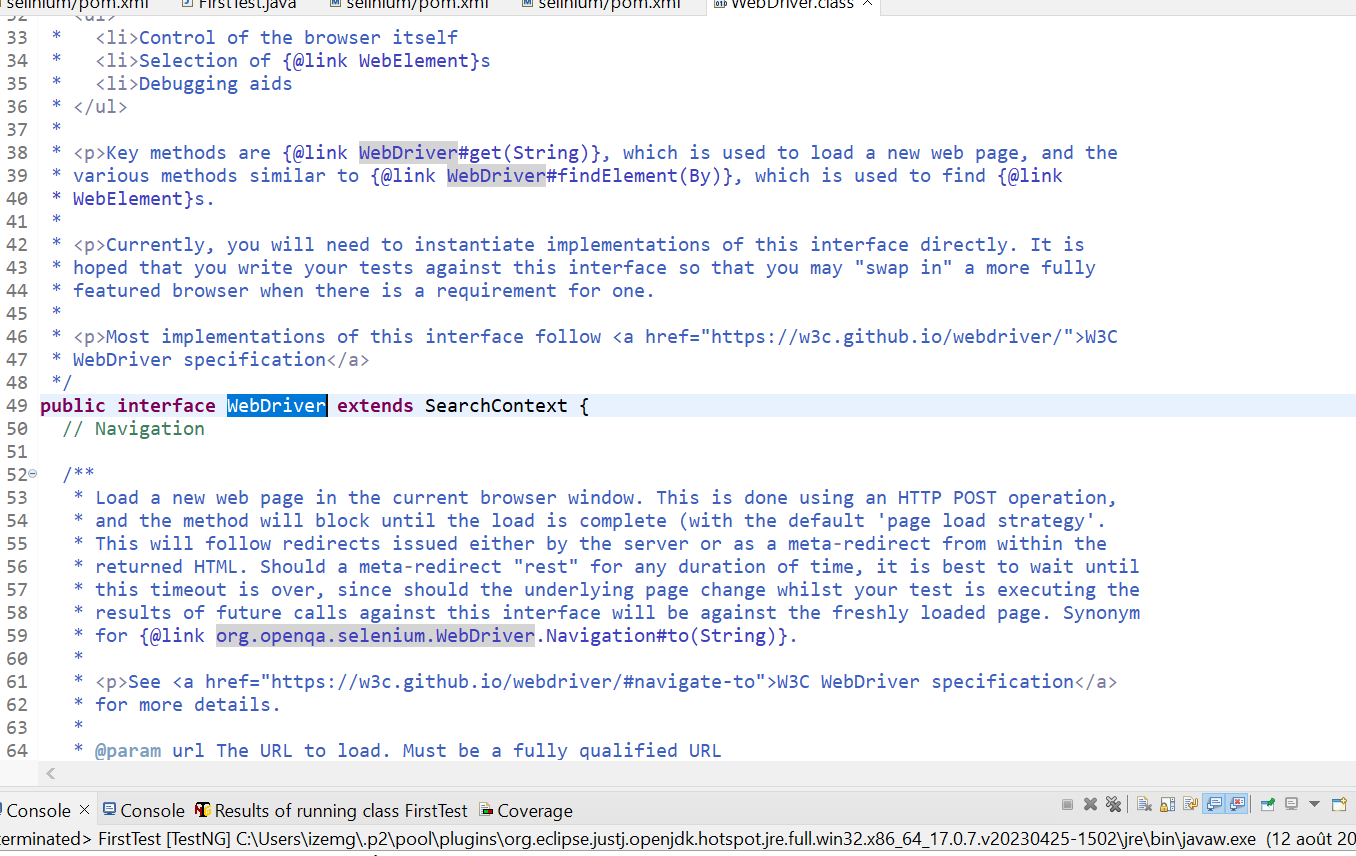 selinium/pom.xml FirstTest.java selinium/pom.xml selinium/pom.xml WebDriver.class
32 * <ul>
33 *   <li>Control of the browser itself
34 *   <li>Selection of {@link WebElement}s
35 *   <li>Debugging aids
36 * </ul>
37 *
38 * <p>Key methods are {@link WebDriver#get(String)}, which is used to load a new web page, and the
39 * various methods similar to {@link WebDriver#findElement(By)}, which is used to find {@link
40 * WebElement}s.
41 *
42 * <p>Currently, you will need to instantiate implementations of this interface directly. It is
43 * hoped that you write your tests against this interface so that you may "swap in" a more fully
44 * featured browser when there is a requirement for one.
45 *
46 * <p>Most implementations of this interface follow <a href="https://w3c.github.io/webdriver/">W3C
47 * WebDriver specification</a>
48 */
49 public interface WebDriver extends SearchContext {
50   // Navigation
51
52   /**
53    * Load a new web page in the current browser window. This is done using an HTTP POST operation,
54    * and the method will block until the load is complete (with the default 'page load strategy'.
55    * This will follow redirects issued either by the server or as a meta-redirect from within the
56    * returned HTML. Should a meta-redirect "rest" for any duration of time, it is best to wait until
57    * this timeout is over, since should the underlying page change whilst your test is executing the
58    * results of future calls against this interface will be against the freshly loaded page. Synonym
59    * for {@link org.openqa.selenium.WebDriver.Navigation#to(String)}.
60    *
61    * <p>See <a href="https://w3c.github.io/webdriver/#navigate-to">W3C WebDriver specification</a>
62    * for more details.
63    *
64    * @param url The URL to load. Must be a fully qualified URL
Console Console Results of running class FirstTest Coverage
terminated> FirstTest [TestNG] C:\Users\izemg\.p2\pool\plugins\org.eclipse.justj.openjdk.hotspot.jre.full.win32.x86_64_17.0.7.v20230425-1502\jre\bin\javaw.exe (12 août 20